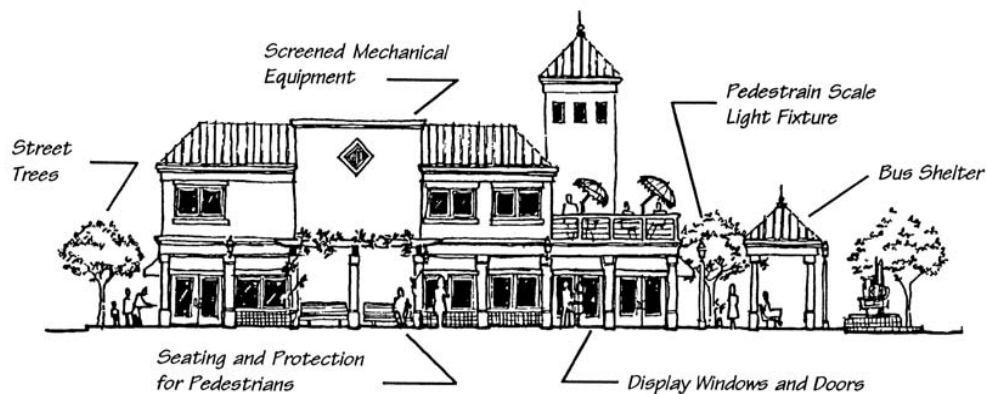 Screened Mechanical
Equipment
Pedestrain Scale
Light Fixture
Street
Trees
Bus Shelter
Seating and Protection
for Pedestrians
Display Windows and Doors